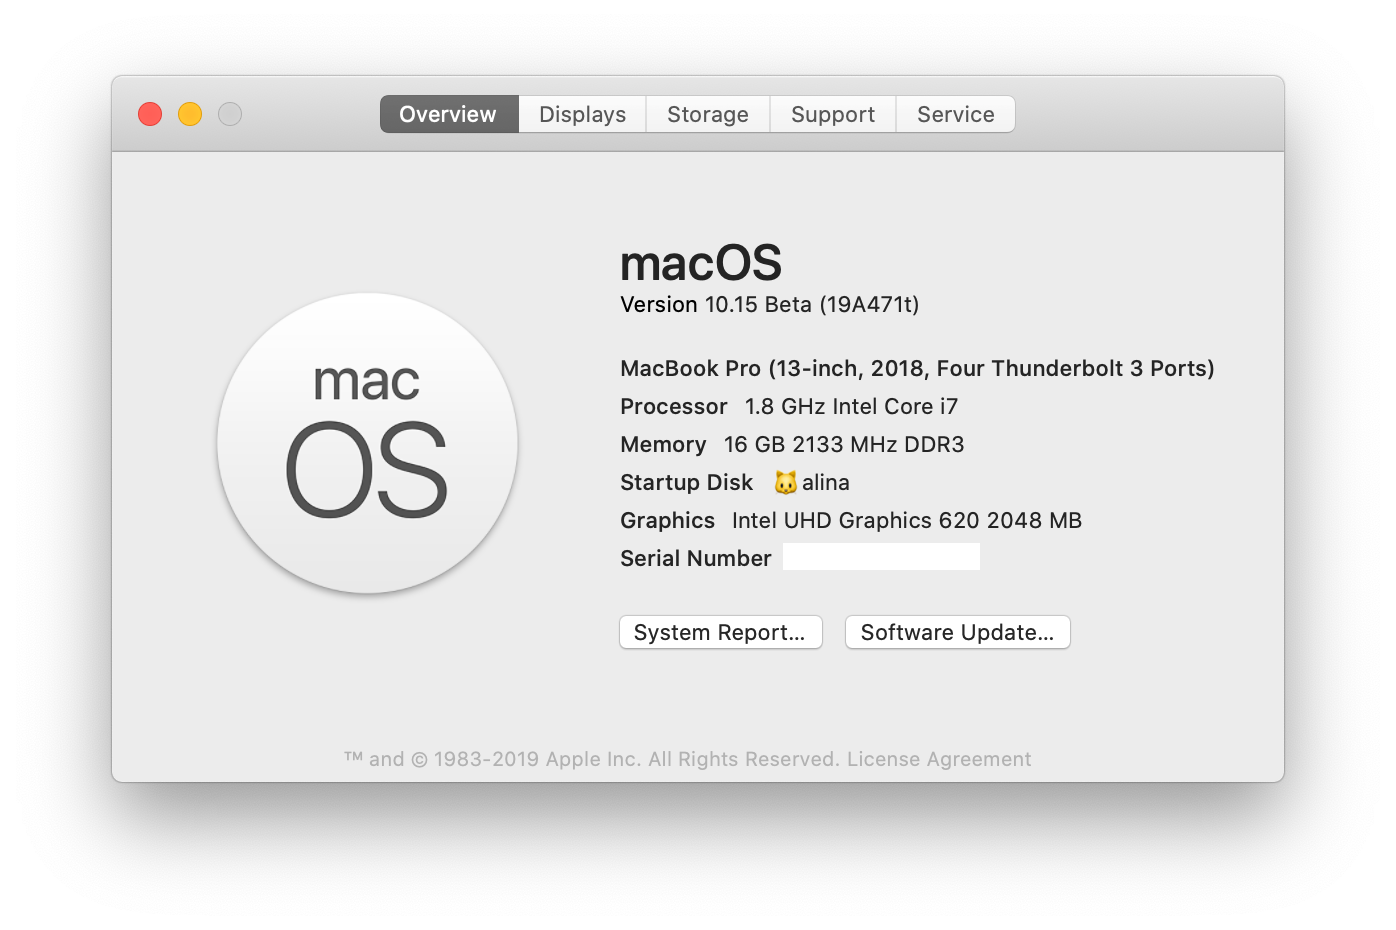 Overview Displays Storage Support Service
mac
OS
macOS
Version 10.15 Beta (19A471t)
MacBook Pro (13-inch, 2018, Four Thunderbolt 3 Ports)
Processor 1.8 GHz Intel Core i7
Memory 16 GB 2133 MHz DDR3
Startup Disk 🐱alina
Graphics Intel UHD Graphics 620 2048 MB
Serial Number
System Report... Software Update...
™ and © 1983-2019 Apple Inc. All Rights Reserved. License Agreement